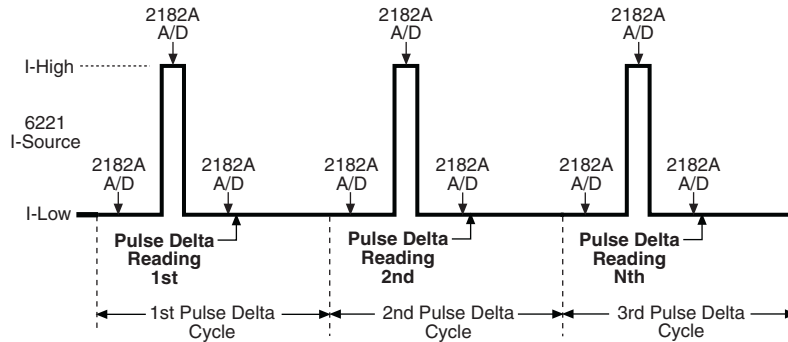 2182A
A/D
2182A
A/D
2182A
A/D
I-High
6221
I-Source
2182A
A/D
2182A
A/D
2182A
A/D
2182A
A/D
2182A
A/D
2182A
A/D
I-Low
Pulse Delta
Reading
1st
Pulse Delta
Reading
2nd
Pulse Delta
Reading
Nth
1st Pulse Delta
Cycle
2nd Pulse Delta
Cycle
3rd Pulse Delta
Cycle